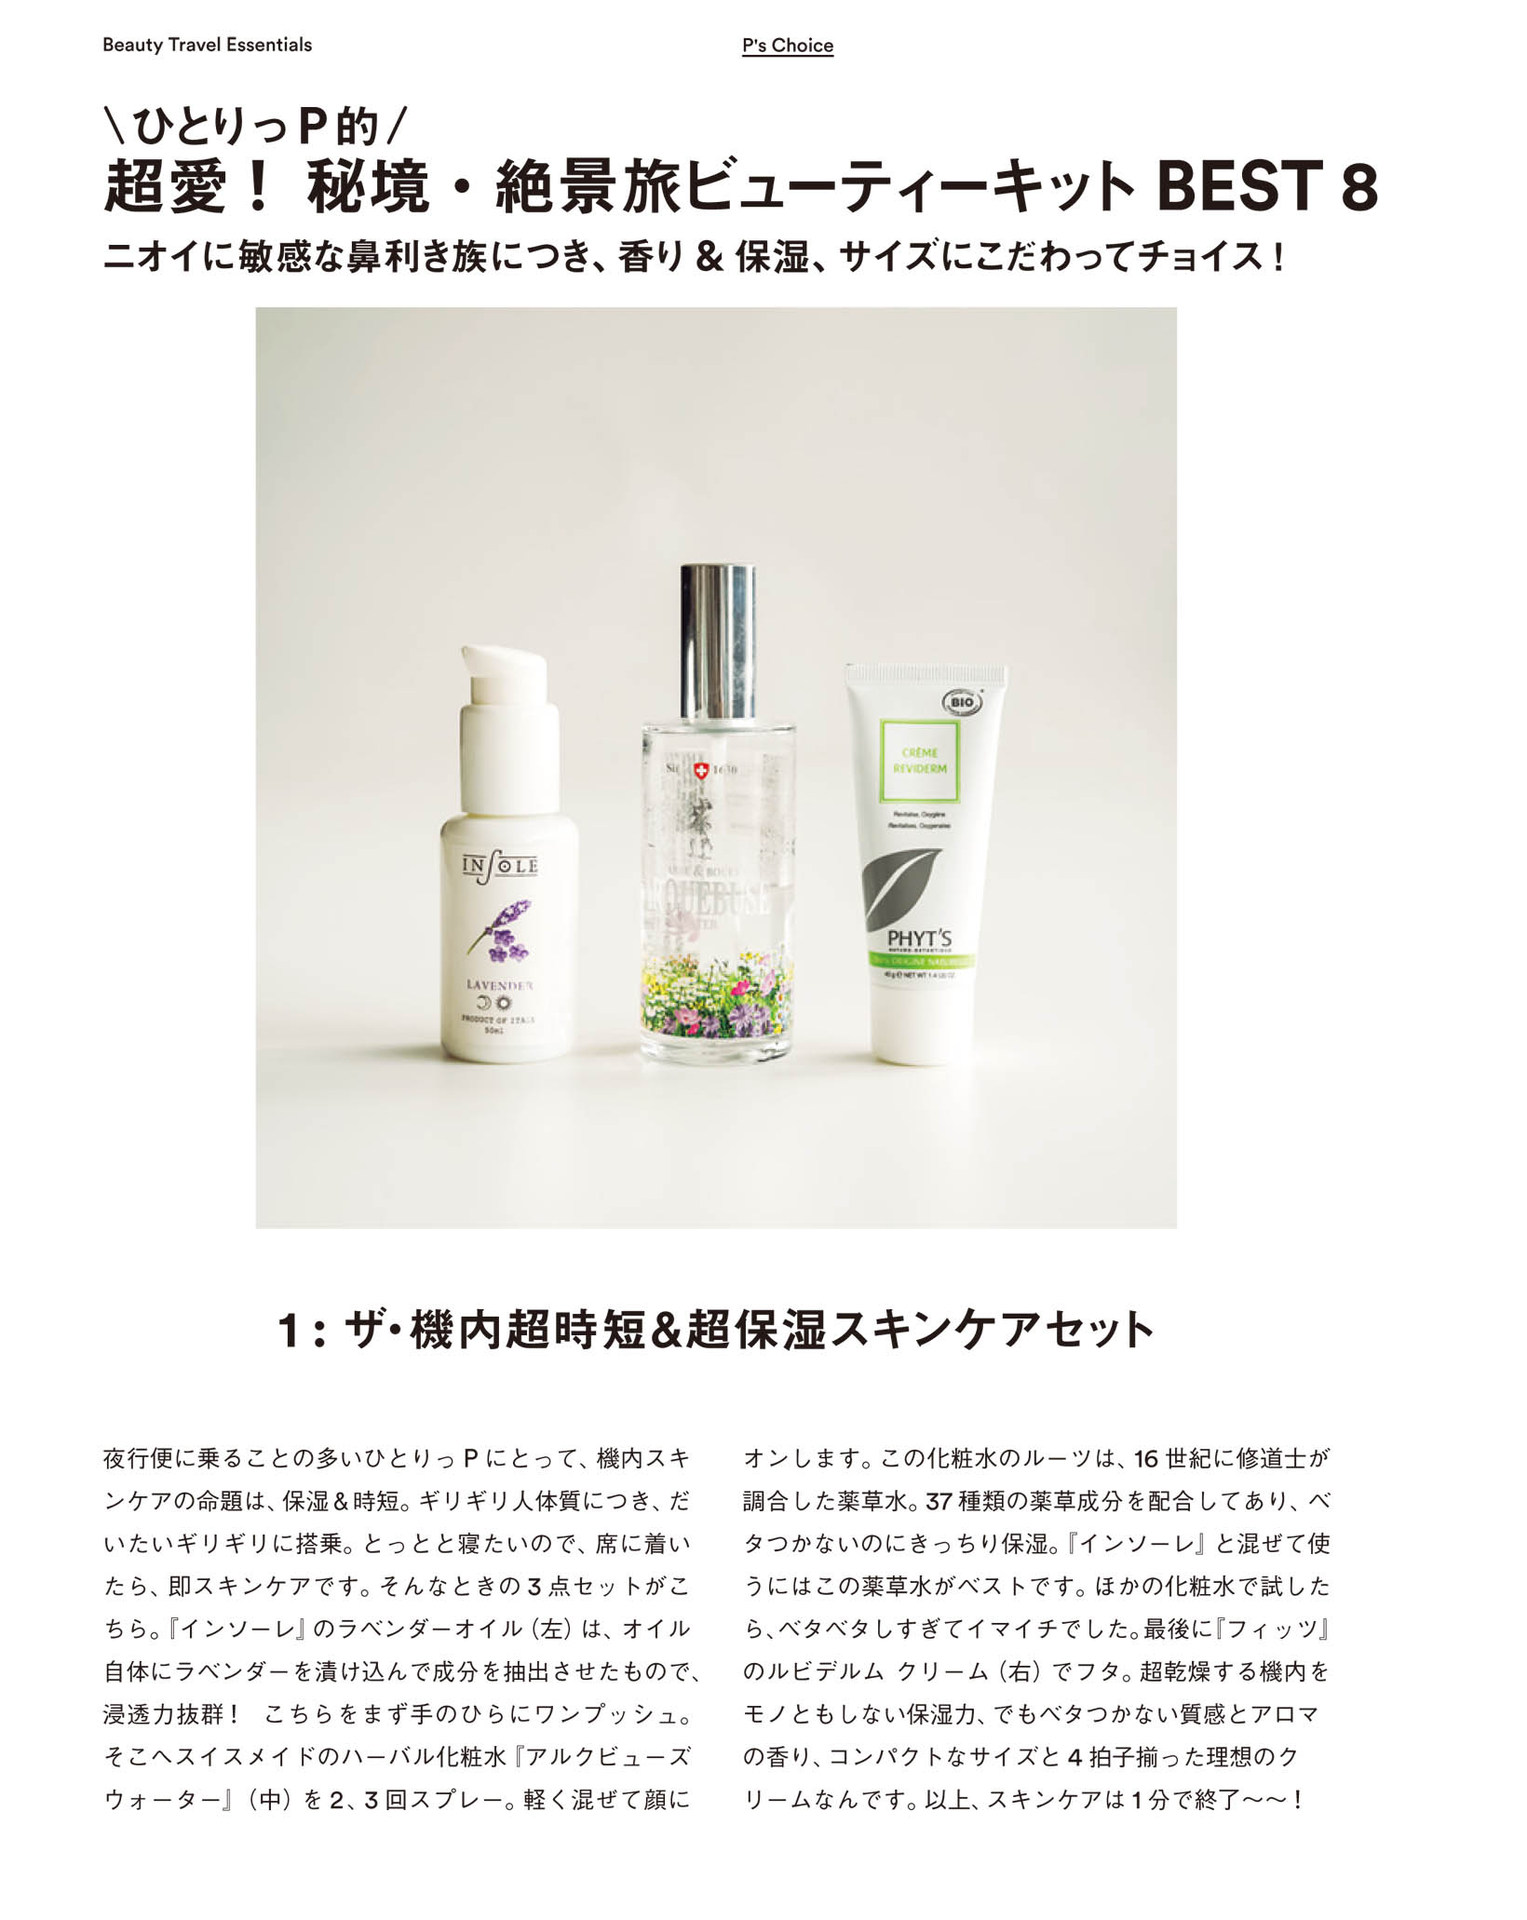 Beauty Travel Essentials
P's Choice
\ひとりっP的/
超愛！ 秘境・絶景旅ビューティーキット BEST 8
ニオイに敏感な鼻利き族につき、香り & 保湿、サイズにこだわってチョイス！
INSOLE
LAVENDER
PRODUCT OF ITALY
50ml
BIO
CRÈME
REVIDERM
PHYT'S
1：ザ・機内超時短&超保湿スキンケアセット
夜行便に乗ることの多いひとりっ P にとって、機内スキ
ンケアの命題は、保湿＆時短。ギリギリ人体質につき、だ
いたいギリギリに搭乗。とっとと寝たいので、席に着い
たら、即スキンケアです。そんなときの 3 点セットがこ
ちら。『インソーレ』のラベンダーオイル（左）は、オイル
自体にラベンダーを漬け込んで成分を抽出させたもので、
浸透力抜群！　こちらをまず手のひらにワンプッシュ。
そこへスイスメイドのハーバル化粧水『アルクビューズ
ウォーター』（中）を 2、3 回スプレー。軽く混ぜて顔に
オンします。この化粧水のルーツは、16 世紀に修道士が
調合した薬草水。37 種類の薬草成分を配合してあり、ベ
タつかないのにきっちり保湿。『インソーレ』と混ぜて使
うにはこの薬草水がベストです。ほかの化粧水で試した
ら、ベタベタしすぎてイマイチでした。最後に『フィッツ』
のルビデルム クリーム（右）でフタ。超乾燥する機内を
モノともしない保湿力、でもベタつかない質感とアロマ
の香り、コンパクトなサイズと 4 拍子揃った理想のク
リームなんです。以上、スキンケアは 1 分で終了〜〜！